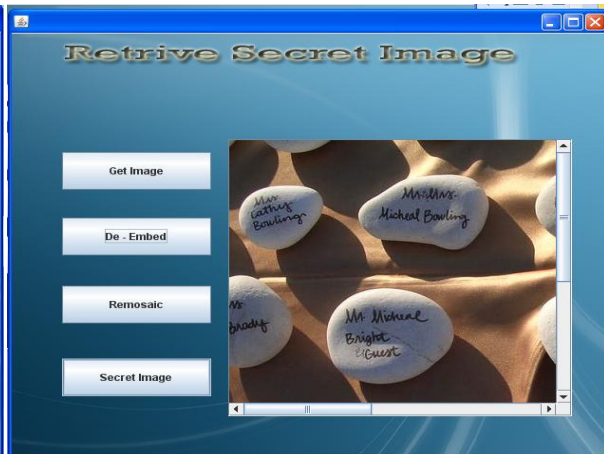 Retrive Secret Image
Get Image
De - Embed
Remosaic
Secret Image
Mrs
Cathy
Bowling
Mr. Mrs.
Micheal Bowling
Brady
Mr. Micheal
Bright
&Guest